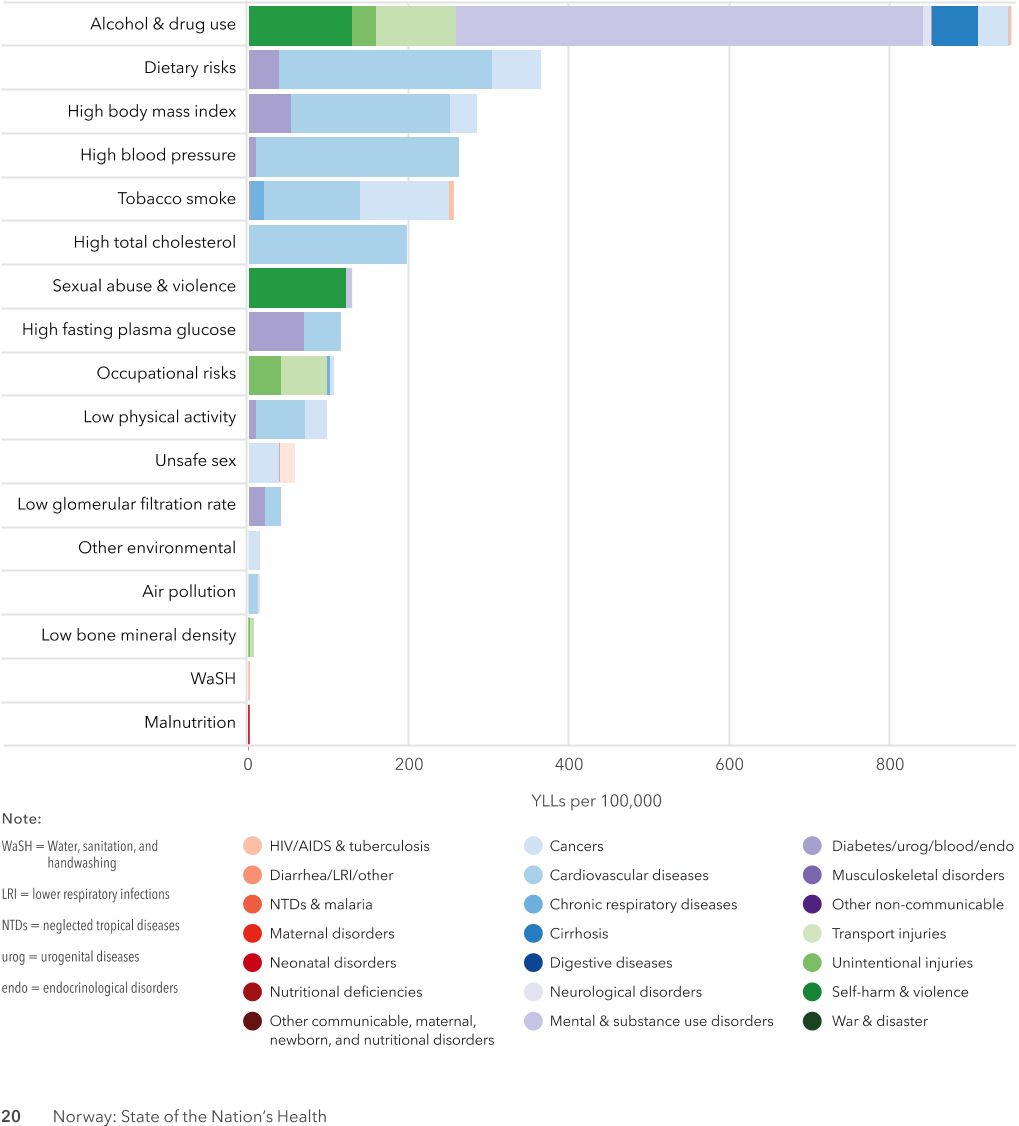 Alcohol & drug use
Dietary risks
High body mass index
High blood pressure
Tobacco smoke
High total cholesterol
Sexual abuse & violence
High fasting plasma glucose
Occupational risks
Low physical activity
Unsafe sex
Low glomerular filtration rate
Other environmental
Air pollution
Low bone mineral density
WaSH
Malnutrition
0 200 400 600 800
YLLs per 100,000
Note:
WaSH = Water, sanitation, and
handwashing
LRI = lower respiratory infections
NTDs = neglected tropical diseases
urog = urogenital diseases
endo = endocrinological disorders
HIV/AIDS & tuberculosis
Diarrhea/LRI/other
NTDs & malaria
Maternal disorders
Neonatal disorders
Nutritional deficiencies
Other communicable, maternal,
newborn, and nutritional disorders
Cancers
Cardiovascular diseases
Chronic respiratory diseases
Cirrhosis
Digestive diseases
Neurological disorders
Mental & substance use disorders
Diabetes/urog/blood/endo
Musculoskeletal disorders
Other non-communicable
Transport injuries
Unintentional injuries
Self-harm & violence
War & disaster
20 Norway: State of the Nation's Health